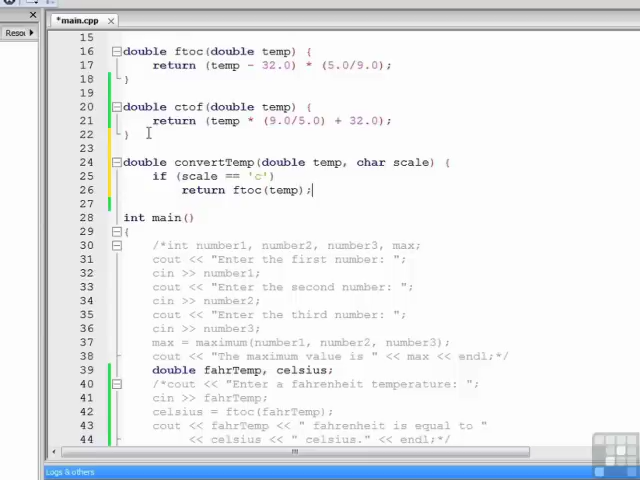 *main.cpp
Resou
15
16 double ftoc(double temp) {
17 return (temp - 32.0) * (5.0/9.0);
18 }
19
20 double ctof(double temp) {
21 return (temp * (9.0/5.0) + 32.0);
22 }
23
24 double convertTemp(double temp, char scale) {
25 if (scale == 'c')
26 return ftoc(temp);
27
28 int main()
29 {
30 /*int number1, number2, number3, max;
31 cout << "Enter the first number: ";
32 cin >> number1;
33 cout << "Enter the second number: ";
34 cin >> number2;
35 cout << "Enter the third number: ";
36 cin >> number3;
37 max = maximum(number1, number2, number3);
38 cout << "The maximum value is " << max << endl;*/
39 double fahrTemp, celsius;
40 /*cout << "Enter a fahrenheit temperature: ";
41 cin >> fahrTemp;
42 celsius = ftoc(fahrTemp);
43 cout << fahrTemp << " fahrenheit is equal to "
44 << celsius << " celsius." << endl;*/
Logs & others